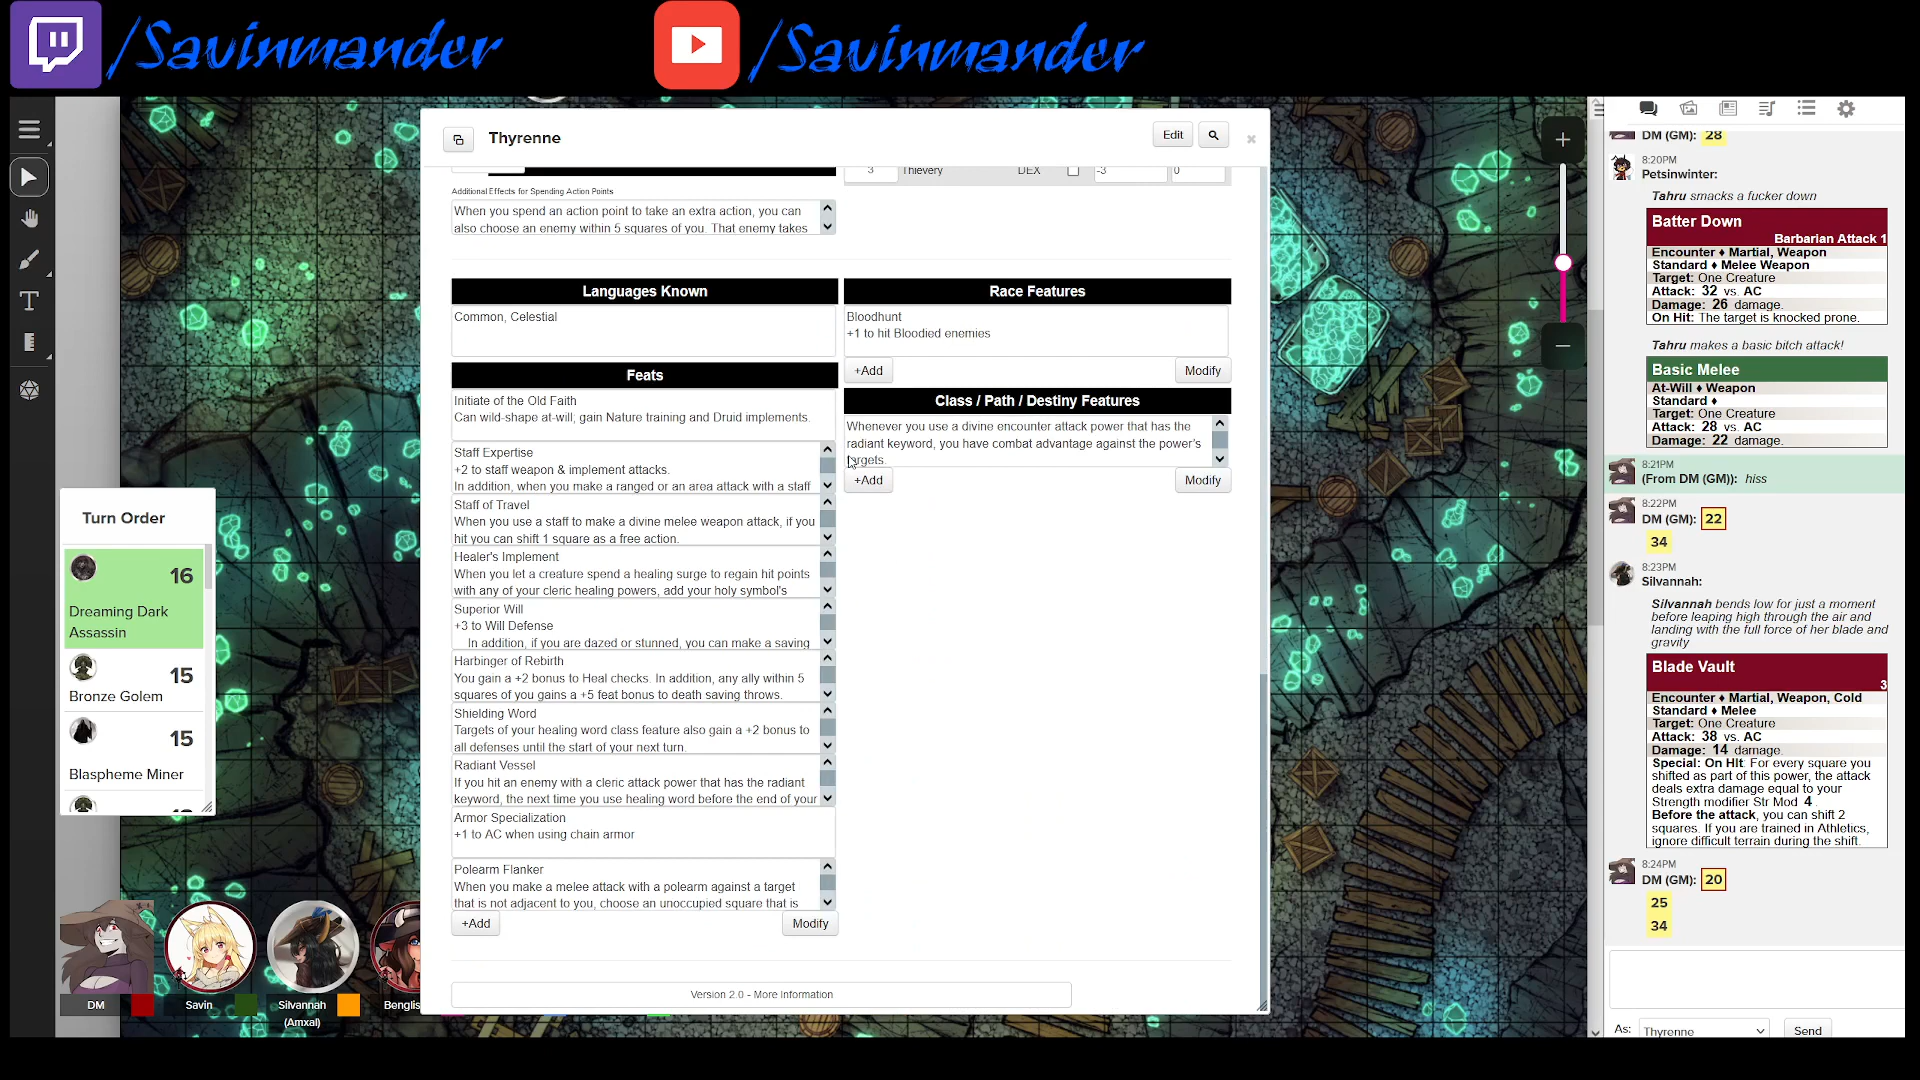 /Savinmander
/Savinmander
Thyrenne
Edit
3 Thievery DEX -3 0
Additional Effects for Spending Action Points
When you spend an action point to take an extra action, you can
also choose an enemy within 5 squares of you. That enemy takes
Languages Known
Common, Celestial
Race Features
Bloodhunt
+1 to hit Bloodied enemies
+Add
Modify
Feats
Initiate of the Old Faith
Can wild-shape at-will; gain Nature training and Druid implements.
Staff Expertise
+2 to staff weapon & implement attacks.
In addition, when you make a ranged or an area attack with a staff
Staff of Travel
When you use a staff to make a divine melee weapon attack, if you
hit you can shift 1 square as a free action.
Healer's Implement
When you let a creature spend a healing surge to regain hit points
with any of your cleric healing powers, add your holy symbol's
Superior Will
+3 to Will Defense
In addition, if you are dazed or stunned, you can make a saving
Harbinger of Rebirth
You gain a +2 bonus to Heal checks. In addition, any ally within 5
squares of you gains a +5 feat bonus to death saving throws.
Shielding Word
Targets of your healing word class feature also gain a +2 bonus to
all defenses until the start of your next turn.
Radiant Vessel
If you hit an enemy with a cleric attack power that has the radiant
keyword, the next time you use healing word before the end of your
Armor Specialization
+1 to AC when using chain armor
Polearm Flanker
When you make a melee attack with a polearm against a target
that is not adjacent to you, choose an unoccupied square that is
+Add
Modify
Class / Path / Destiny Features
Whenever you use a divine encounter attack power that has the
radiant keyword, you have combat advantage against the power's
targets.
+Add
Modify
Version 2.0 - More Information
Turn Order
16
Dreaming Dark
Assassin
15
Bronze Golem
15
Blaspheme Miner
DM
Savin
Silvannah
(Amxal)
Benglis
DM (GM): 28
8:20PM
Petsinwinter:
Tahru smacks a fucker down
Batter Down
Barbarian Attack 1
Encounter ♦ Martial, Weapon
Standard ♦ Melee Weapon
Target: One Creature
Attack: 32 vs. AC
Damage: 26 damage.
On Hit: The target is knocked prone.
Tahru makes a basic bitch attack!
Basic Melee
At-Will ♦ Weapon
Standard ♦
Target: One Creature
Attack: 28 vs. AC
Damage: 22 damage.
8:21PM
(From DM (GM)): hiss
8:22PM
DM (GM): 22
34
8:23PM
Silvannah:
Silvannah bends low for just a moment
before leaping high through the air and
landing with the full force of her blade and
gravity
Blade Vault
3
Encounter ♦ Martial, Weapon, Cold
Standard ♦ Melee
Target: One Creature
Attack: 38 vs. AC
Damage: 14 damage.
Special: On HIt: For every square you
shifted as part of this power, the attack
deals extra damage equal to your
Strength modifier Str Mod 4 .
Before the attack, you can shift 2
squares. If you are trained in Athletics,
ignore difficult terrain during the shift.
8:24PM
DM (GM): 20
25
34
As: Thyrenne
Send